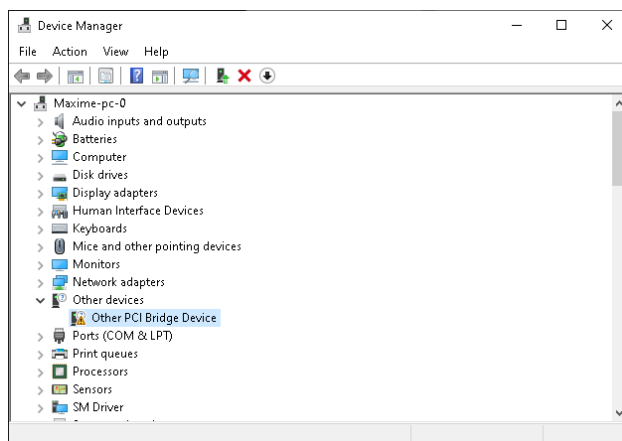 Device Manager
File Action View Help
Maxime-pc-0
Audio inputs and outputs
Batteries
Computer
Disk drives
Display adapters
Human Interface Devices
Keyboards
Mice and other pointing devices
Monitors
Network adapters
Other devices
Other PCI Bridge Device
Ports (COM & LPT)
Print queues
Processors
Sensors
SM Driver